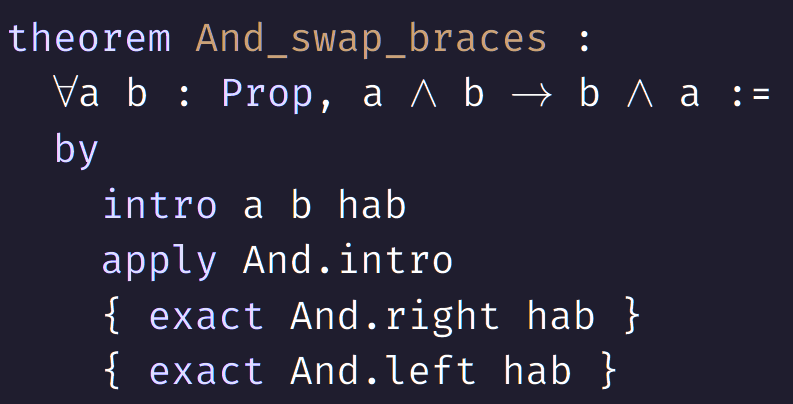 theorem And_swap_braces :
∀a b : Prop, a ∧ b → b ∧ a :=
by
intro a b hab
apply And.intro
{ exact And.right hab }
{ exact And.left hab }